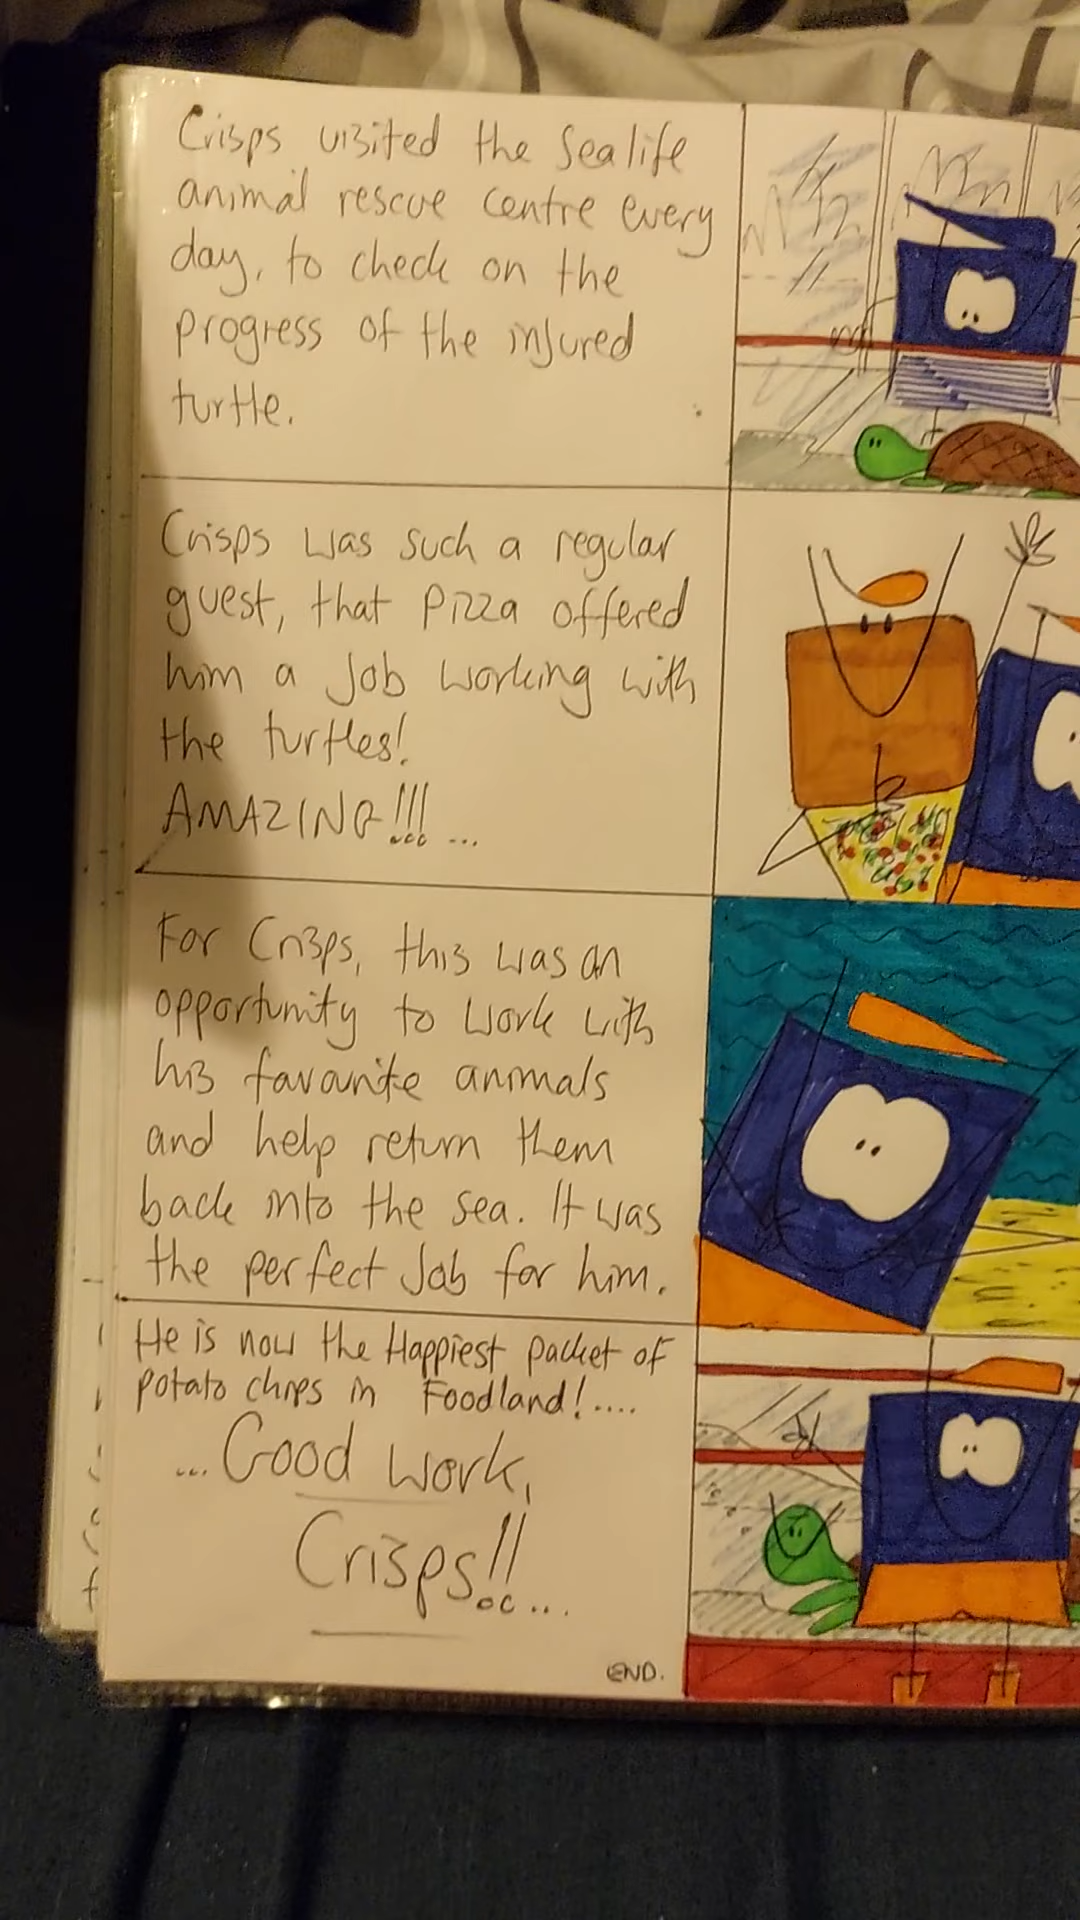 Crisps visited the Sealife
animal rescue centre every
day, to check on the
progress of the injured
turtle.
Crisps was such a regular
guest, that Pizza offered
him a Job working with
the turtles!
AMAZING!!! ...
For Crisps, this was an
opportunity to work with
his favourite animals
and help return them
back into the sea. It was
the perfect Job for him.
He is now the Happiest packet of
potato chips in Foodland!....
...Good work,
Crisps!! ...
END.